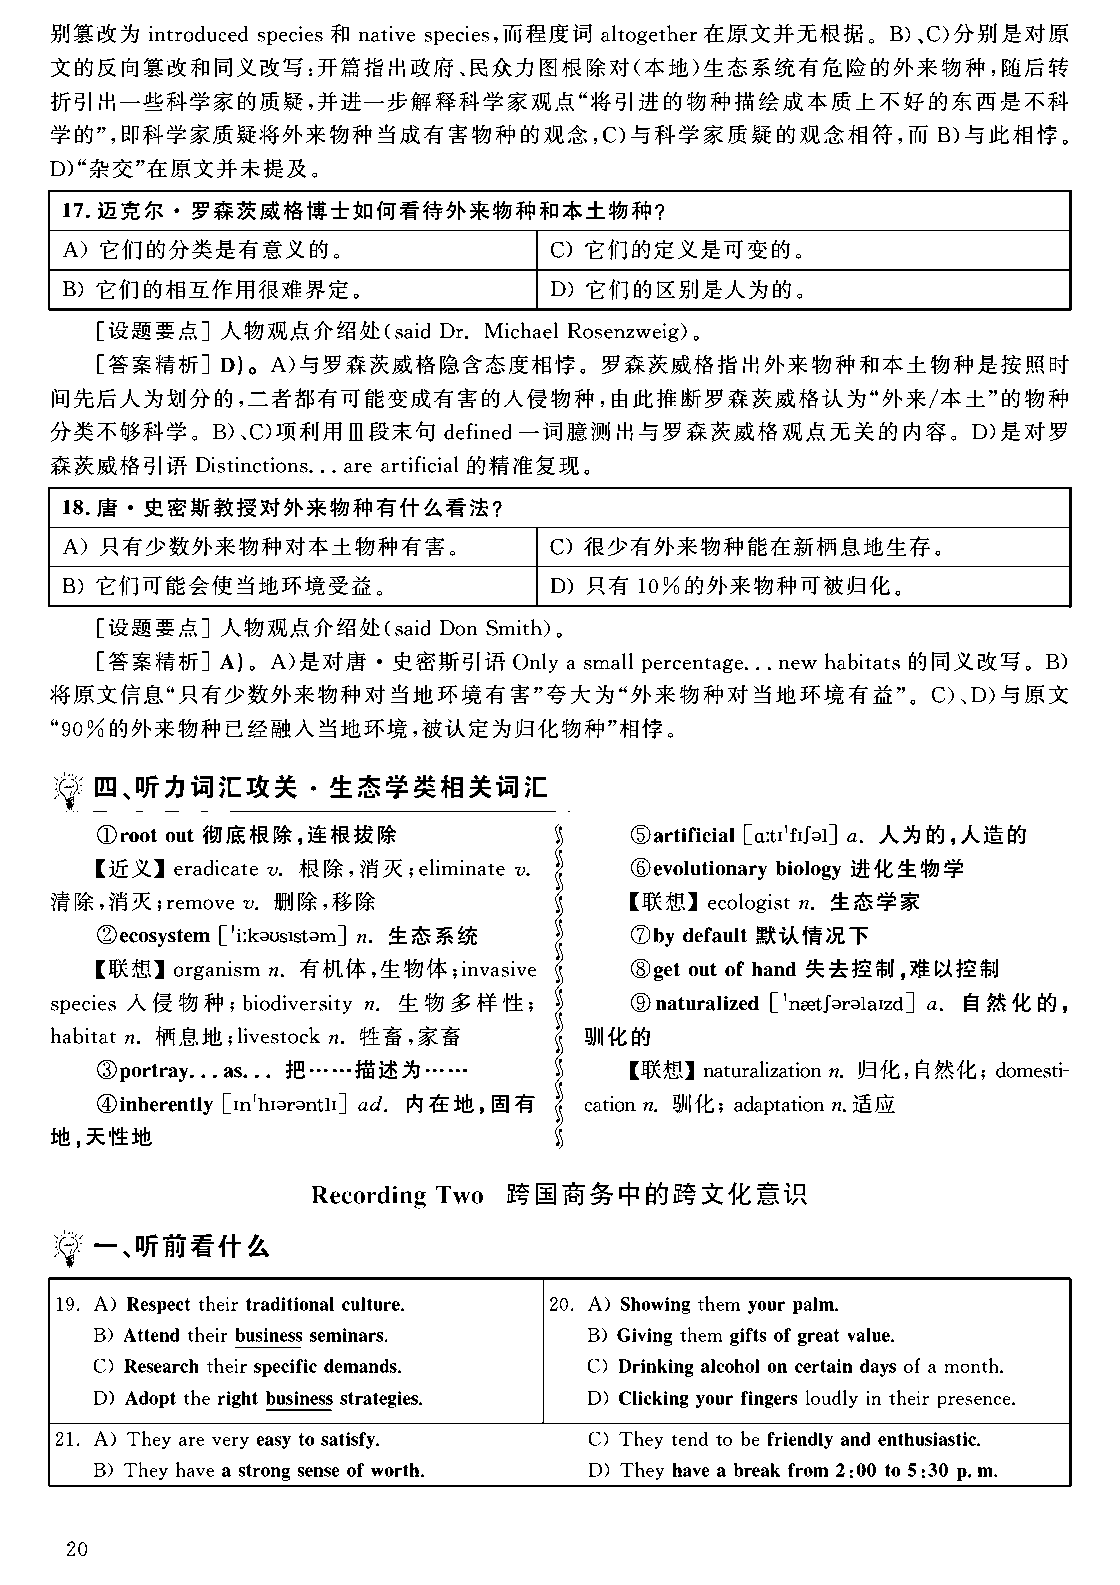 别篡改为 introduced species 和 native species,而程度词 altogether 在原文并无根据。B)、C)分别是对原
文的反向篡改和同义改写:开篇指出政府、民众力图根除对(本地)生态系统有危险的外来物种,随后转
折引出一些科学家的质疑,并进一步解释科学家观点“将引进的物种描绘成本质上不好的东西是不科
学的”,即科学家质疑将外来物种当成有害物种的观念,C)与科学家质疑的观念相符,而 B)与此相悖。
D)“杂交”在原文并未提及。
17. 迈克尔·罗森茨威格博士如何看待外来物种和本土物种?
A) 它们的分类是有意义的。
C) 它们的定义是可变的。
B) 它们的相互作用很难界定。
D) 它们的区别是人为的。
[设题要点] 人物观点介绍处(said Dr. Michael Rosenzweig)。
[答案精析] D)。A)与罗森茨威格隐含态度相悖。罗森茨威格指出外来物种和本土物种是按照时
间先后人为划分的,二者都有可能变成有害的入侵物种,由此推断罗森茨威格认为“外来/本土”的物种
分类不够科学。B)、C)项利用Ⅲ段末句 defined 一词臆测出与罗森茨威格观点无关的内容。D)是对罗
森茨威格引语 Distinctions... are artificial 的精准复现。
18. 唐·史密斯教授对外来物种有什么看法?
A) 只有少数外来物种对本土物种有害。
C) 很少有外来物种能在新栖息地生存。
B) 它们可能会使当地环境受益。
D) 只有 10%的外来物种可被归化。
[设题要点] 人物观点介绍处(said Don Smith)。
[答案精析] A)。A)是对唐·史密斯引语 Only a small percentage... new habitats 的同义改写。B)
将原文信息“只有少数外来物种对当地环境有害”夸大为“外来物种对当地环境有益”。C)、D)与原文
“90%的外来物种已经融入当地环境,被认定为归化物种”相悖。
四、听力词汇攻关·生态学类相关词汇
①root out 彻底根除,连根拔除
【近义】eradicate v. 根除,消灭;eliminate v.
清除,消灭;remove v. 删除,移除
②ecosystem [ˈiːkəʊsɪstəm] n. 生态系统
【联想】organism n. 有机体,生物体;invasive
species 入侵物种; biodiversity n. 生物多样性;
habitat n. 栖息地;livestock n. 牲畜,家畜
③portray... as... 把……描述为……
④inherently [ɪnˈhɪərəntlɪ] ad. 内在地,固有
地,天性地
⑤artificial [ɑːtɪˈfɪʃəl] a. 人为的,人造的
⑥evolutionary biology 进化生物学
【联想】ecologist n. 生态学家
⑦by default 默认情况下
⑧get out of hand 失去控制,难以控制
⑨naturalized [ˈnætʃərəlaɪzd] a. 自然化的,
驯化的
【联想】naturalization n. 归化,自然化; domesti-
cation n. 驯化; adaptation n. 适应
Recording Two 跨国商务中的跨文化意识
一、听前看什么
19. A) Respect their traditional culture.
B) Attend their business seminars.
C) Research their specific demands.
D) Adopt the right business strategies.
20. A) Showing them your palm.
B) Giving them gifts of great value.
C) Drinking alcohol on certain days of a month.
D) Clicking your fingers loudly in their presence.
21. A) They are very easy to satisfy.
B) They have a strong sense of worth.
C) They tend to be friendly and enthusiastic.
D) They have a break from 2:00 to 5:30 p. m.
20